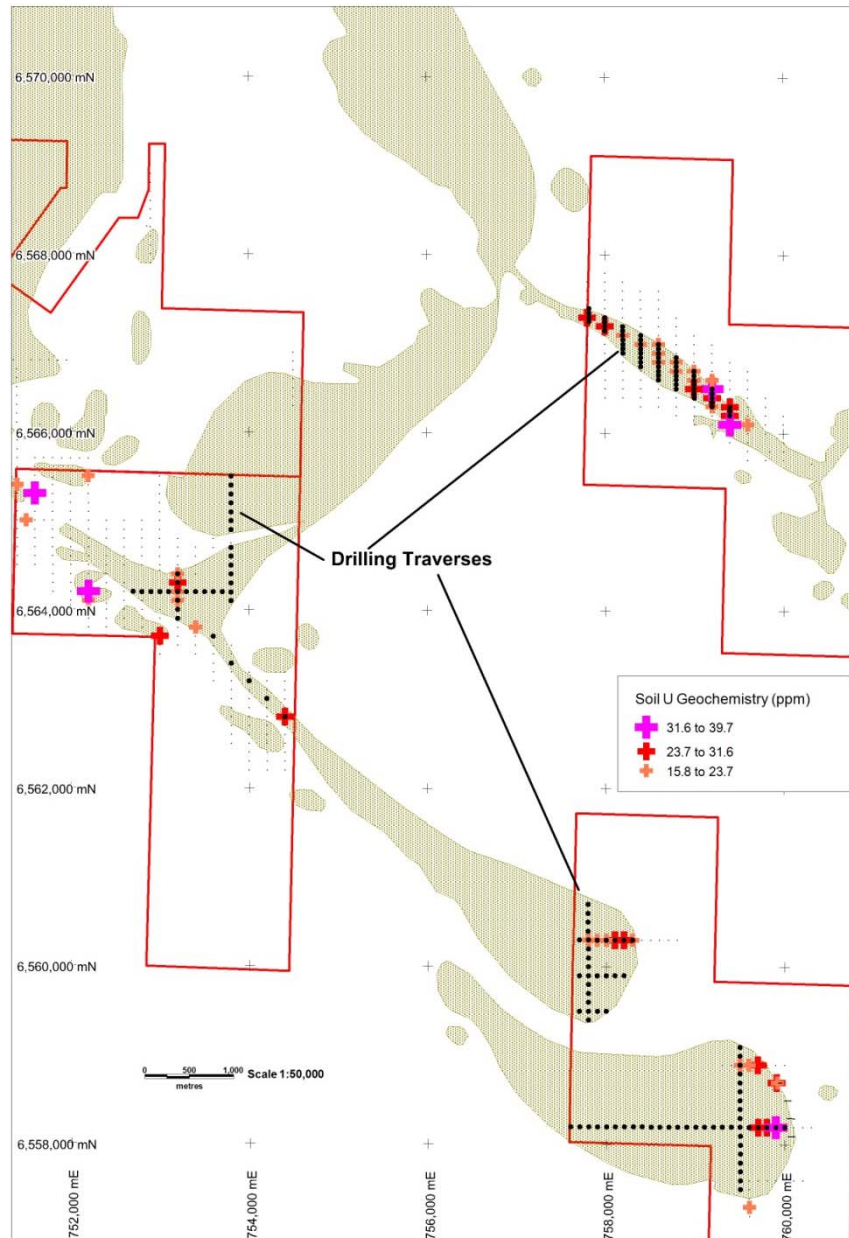 6,570,000 mN
6,568,000 mN
6,566,000 mN
Drilling Traverses
6,564,000 mN
Soil U Geochemistry (ppm)
31.6 to 39.7
23.7 to 31.6
15.8 to 23.7
6,562,000 mN
6,560,000 mN
0 500 1,000
metres
Scale 1:50,000
6,558,000 mN
752,000 mE
754,000 mE
756,000 mE
758,000 mE
760,000 mE